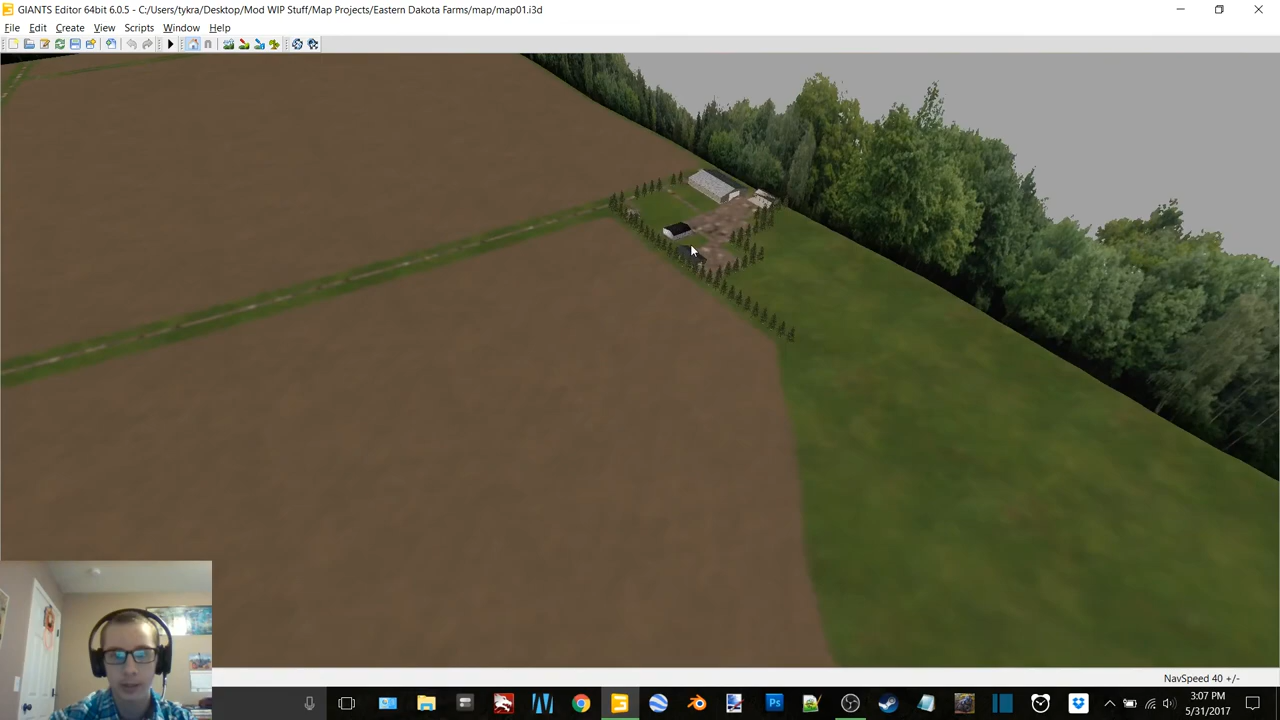 GIANTS Editor 64bit 6.0.5 - C:/Users/tykra/Desktop/Mod WIP Stuff/Map Projects/Eastern Dakota Farms/map/map01.i3d
File Edit Create View Scripts Window Help
NavSpeed 40 +/-
Ps
3:07 PM
5/31/2017